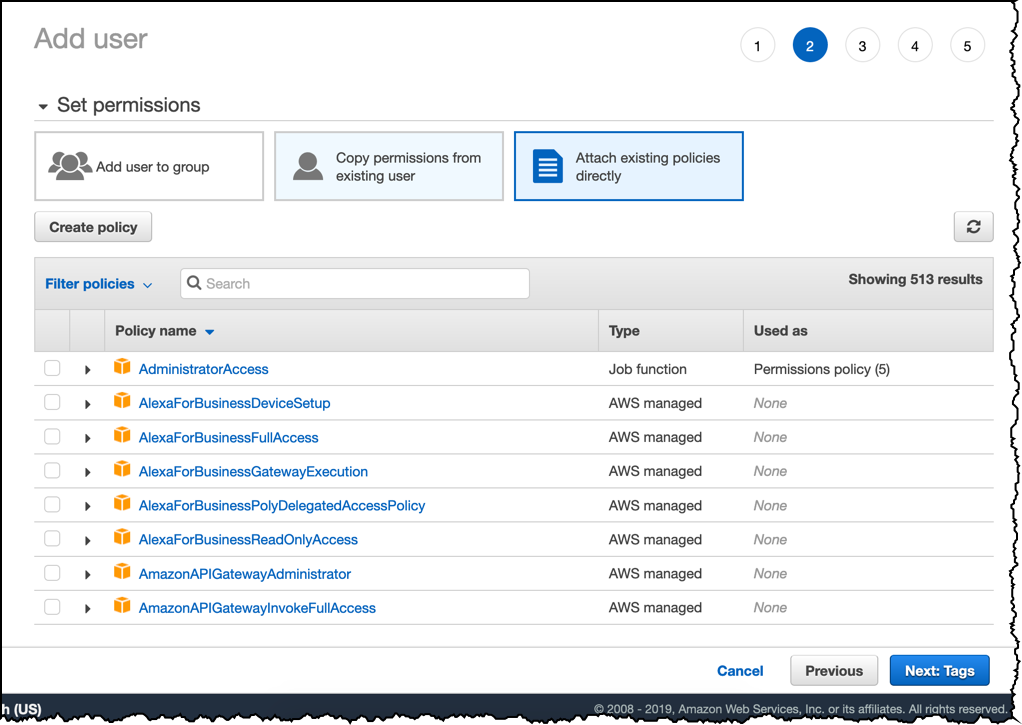 Add user
1 2 3 4 5
Set permissions
Add user to group
Copy permissions from
existing user
Attach existing policies
directly
Create policy
Filter policies
Search
Showing 513 results
Policy name Type Used as
AdministratorAccess Job function Permissions policy (5)
AlexaForBusinessDeviceSetup AWS managed None
AlexaForBusinessFullAccess AWS managed None
AlexaForBusinessGatewayExecution AWS managed None
AlexaForBusinessPolyDelegatedAccessPolicy AWS managed None
AlexaForBusinessReadOnlyAccess AWS managed None
AmazonAPIGatewayAdministrator AWS managed None
AmazonAPIGatewayInvokeFullAccess AWS managed None
Cancel Previous Next: Tags
h (US) © 2008 - 2019, Amazon Web Services, Inc. or its affiliates. All rights reserved.